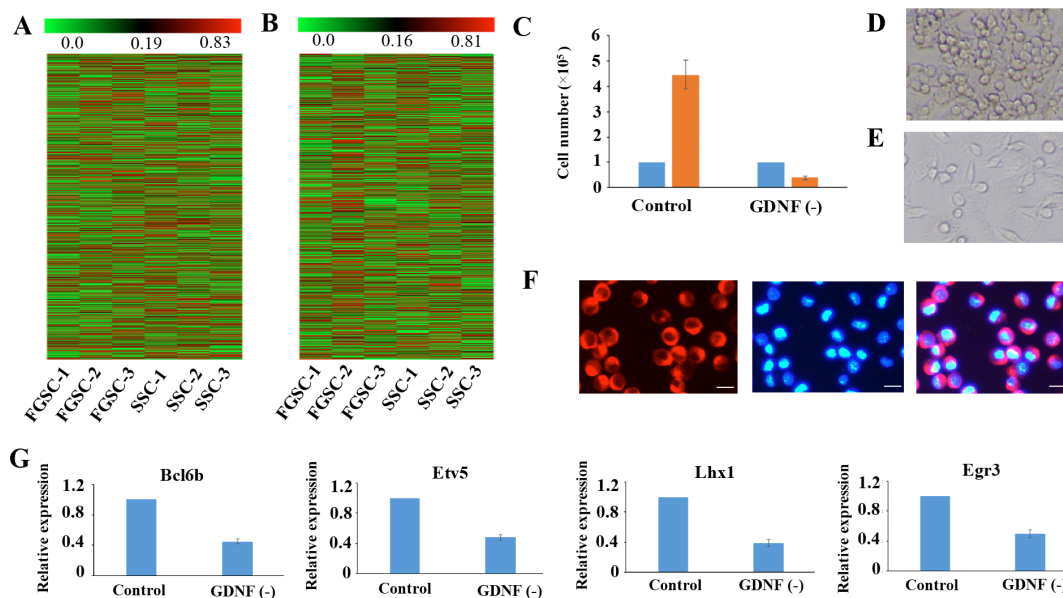 A
0.0 0.19 0.83
FGSC-1 FGSC-2 FGSC-3 SSC-1 SSC-2 SSC-3
B
0.0 0.16 0.81
FGSC-1 FGSC-2 FGSC-3 SSC-1 SSC-2 SSC-3
C
Cell number (×10⁵)
6
5
4
3
2
1
0
Control GDNF (-)
D
E
F
G
Bcl6b
Relative expression
1.2
0.8
0.4
0
Control GDNF (-)
Etv5
Relative expression
1.2
0.8
0.4
0
Control GDNF (-)
Lhx1
Relative expression
1.2
0.8
0.4
0
Control GDNF (-)
Egr3
Relative expression
1.2
0.8
0.4
0
Control GDNF (-)